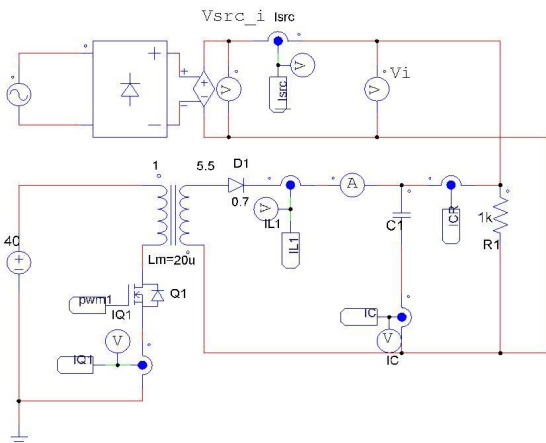 Vsrc_i Isrc
V
V
Isrc
V
Vi
1
5.5
D1
0.7
V
IL1
IL1
A
C1
ICR
1k
R1
40
Lm=20u
pwm1
IQ1
Q1
V
IQ1
IC
V
IC